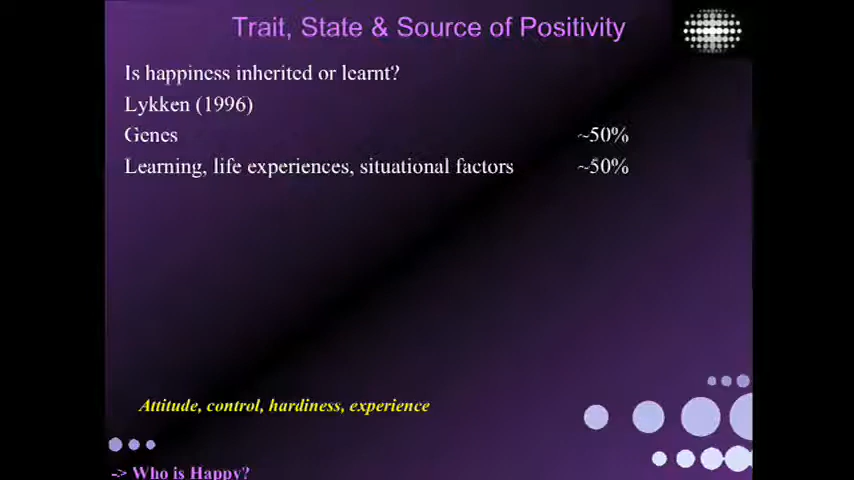 Trait, State & Source of Positivity
Is happiness inherited or learnt?
Lykken (1996)
Genes ~50%
Learning, life experiences, situational factors ~50%
Attitude, control, hardiness, experience
-> Who is Happy?